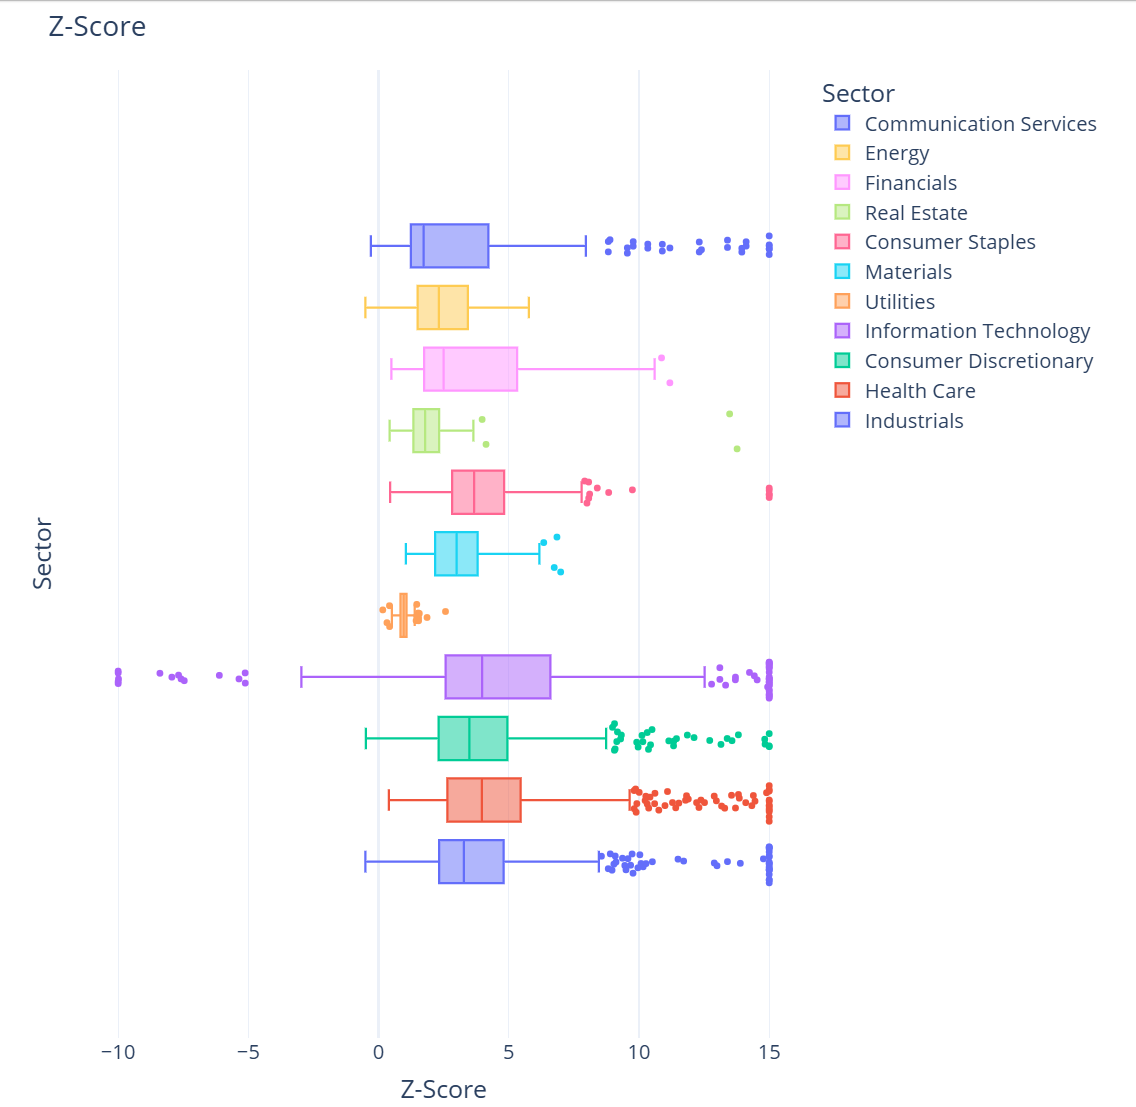 Z-Score
Sector
Communication Services
Energy
Financials
Real Estate
Consumer Staples
Materials
Utilities
Information Technology
Consumer Discretionary
Health Care
Industrials
Sector
−10
−5
0
5
10
15
Z-Score